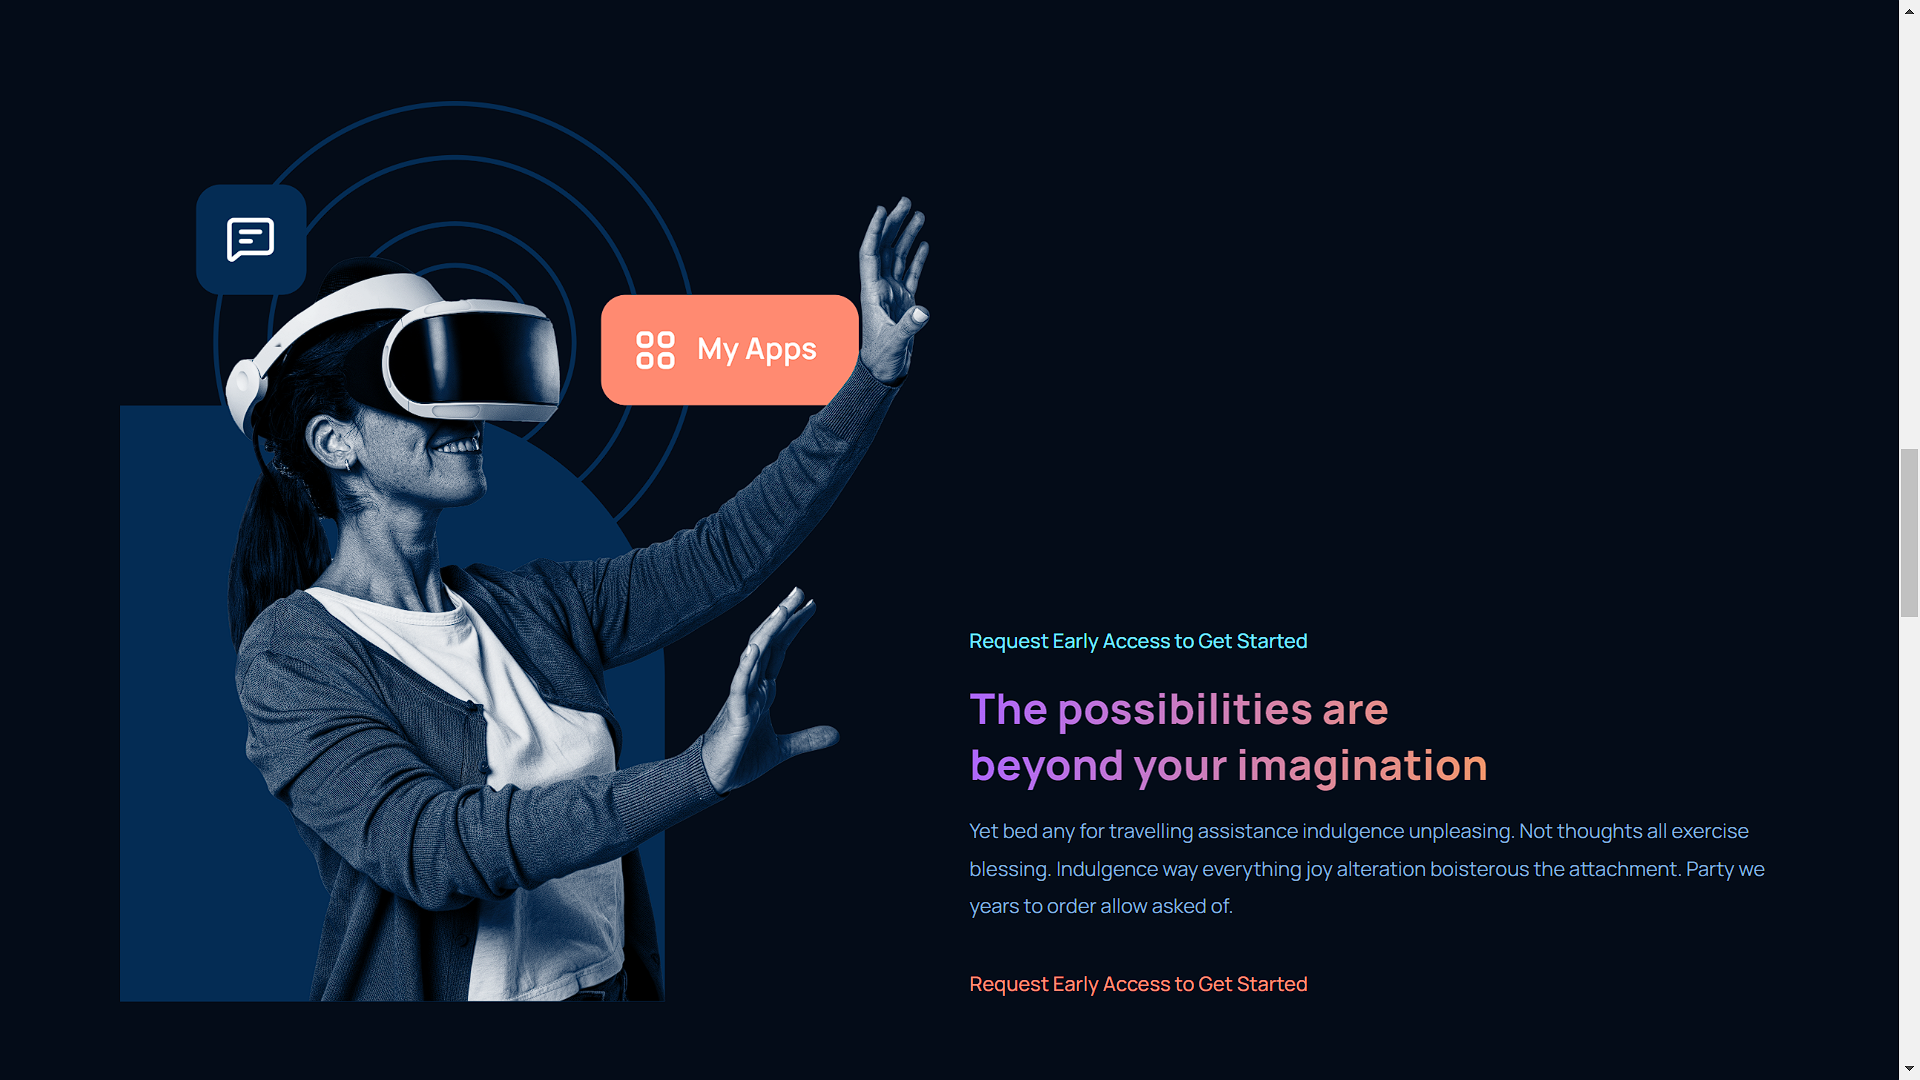 My Apps
Request Early Access to Get Started
The possibilities are
beyond your imagination
Yet bed any for travelling assistance indulgence unpleasing. Not thoughts all exercise
blessing. Indulgence way everything joy alteration boisterous the attachment. Party we
years to order allow asked of.
Request Early Access to Get Started